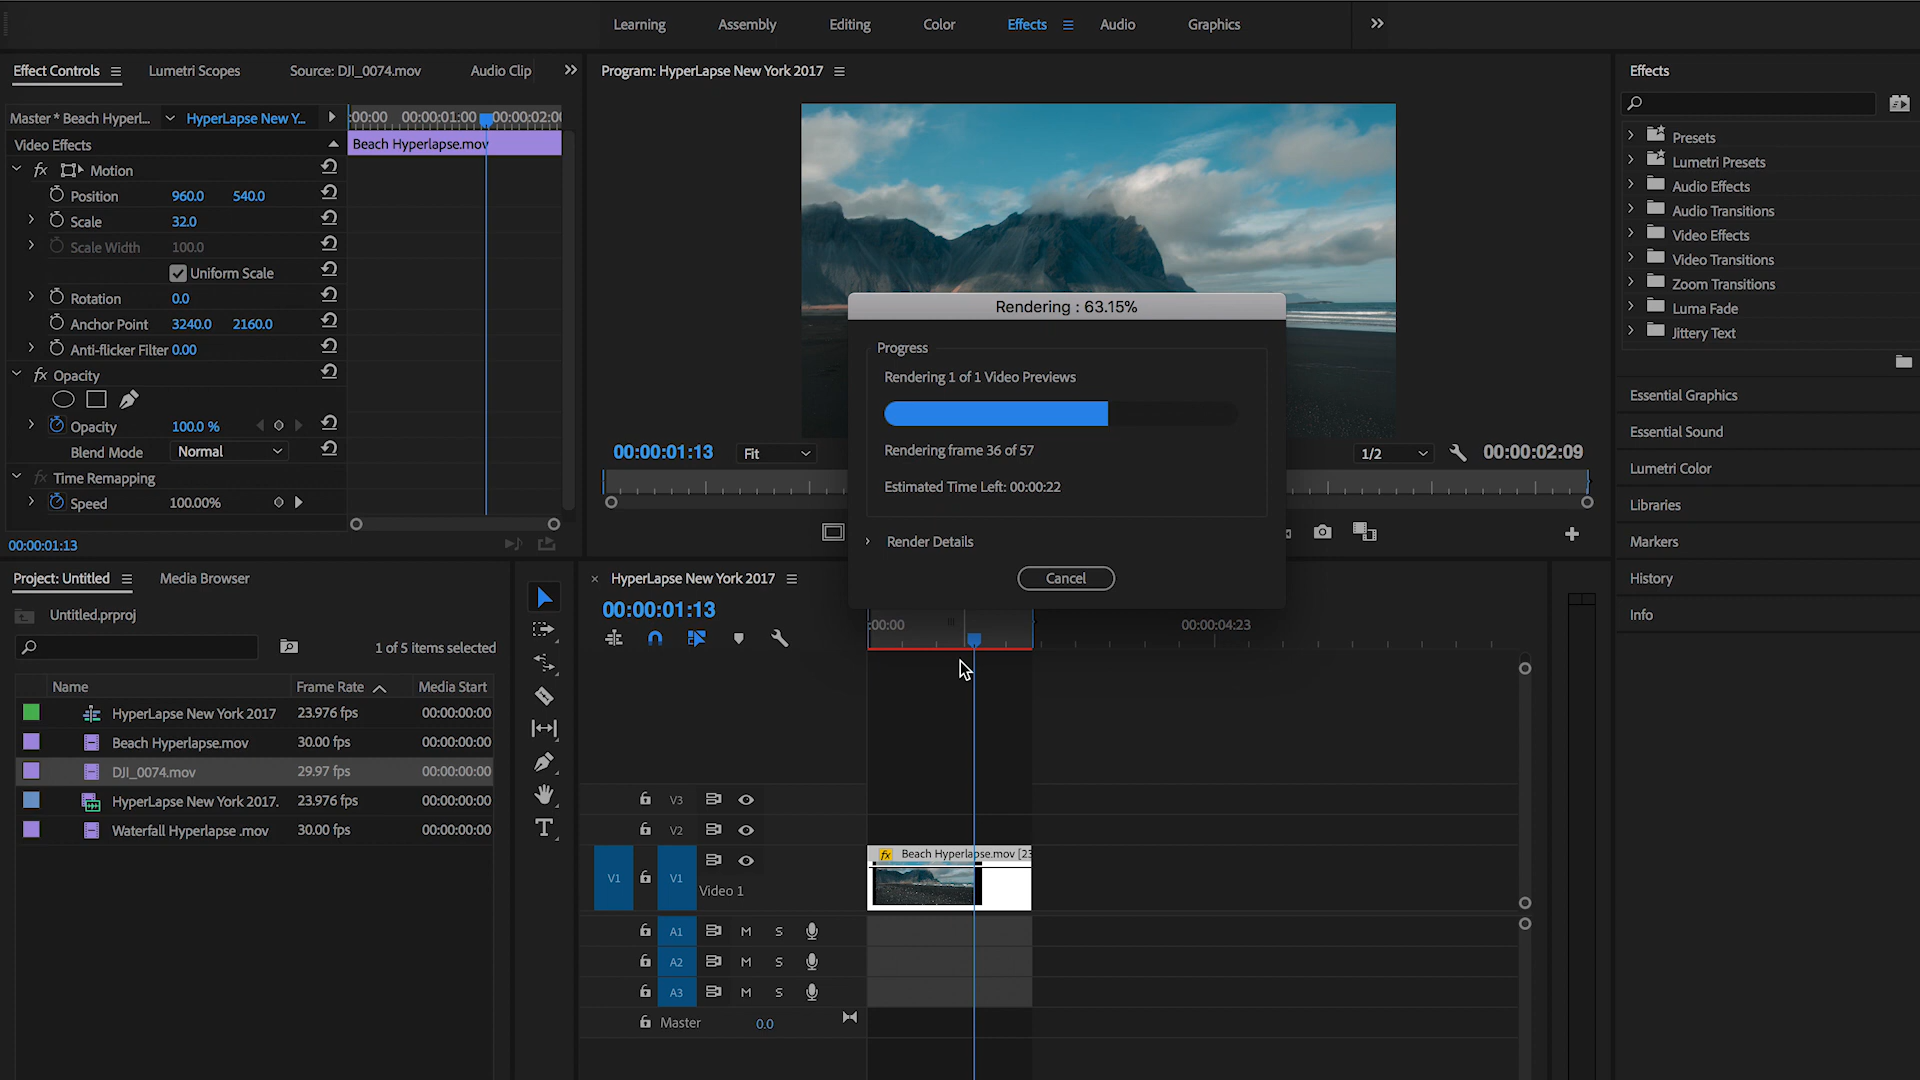 Learning Assembly Editing Color Effects Audio Graphics
Effect Controls Lumetri Scopes Source: DJI_0074.mov Audio Clip
Master * Beach Hyperl... HyperLapse New Y...
:00:00 00:00:01:00 00:00:02:00
Video Effects
Beach Hyperlapse.mov
Motion
Position 960.0 540.0
Scale 32.0
Scale Width 100.0
Uniform Scale
Rotation 0.0
Anchor Point 3240.0 2160.0
Anti-flicker Filter 0.00
fx Opacity
Opacity 100.0 %
Blend Mode Normal
fx Time Remapping
Speed 100.00%
00:00:01:13
Program: HyperLapse New York 2017
Rendering : 63.15%
Progress
Rendering 1 of 1 Video Previews
Rendering frame 36 of 57
Estimated Time Left: 00:00:22
Render Details
Cancel
00:00:01:13 Fit 1/2 00:00:02:09
Effects
Presets
Lumetri Presets
Audio Effects
Audio Transitions
Video Effects
Video Transitions
Zoom Transitions
Luma Fade
Jittery Text
Essential Graphics
Essential Sound
Lumetri Color
Libraries
Markers
History
Info
Project: Untitled Media Browser
Untitled.prproj
1 of 5 items selected
Name Frame Rate Media Start
HyperLapse New York 2017 23.976 fps 00:00:00:00
Beach Hyperlapse.mov 30.00 fps 00:00:00:00
DJI_0074.mov 29.97 fps 00:00:00:00
HyperLapse New York 2017. 23.976 fps 00:00:00:00
Waterfall Hyperlapse .mov 30.00 fps 00:00:00:00
T
× HyperLapse New York 2017
00:00:01:13
:00:00 00:00:04:23
V3
V2
V1 V1
Video 1
fx Beach Hyperlapse.mov [23
A1 M S
A2 M S
A3 M S
Master 0.0